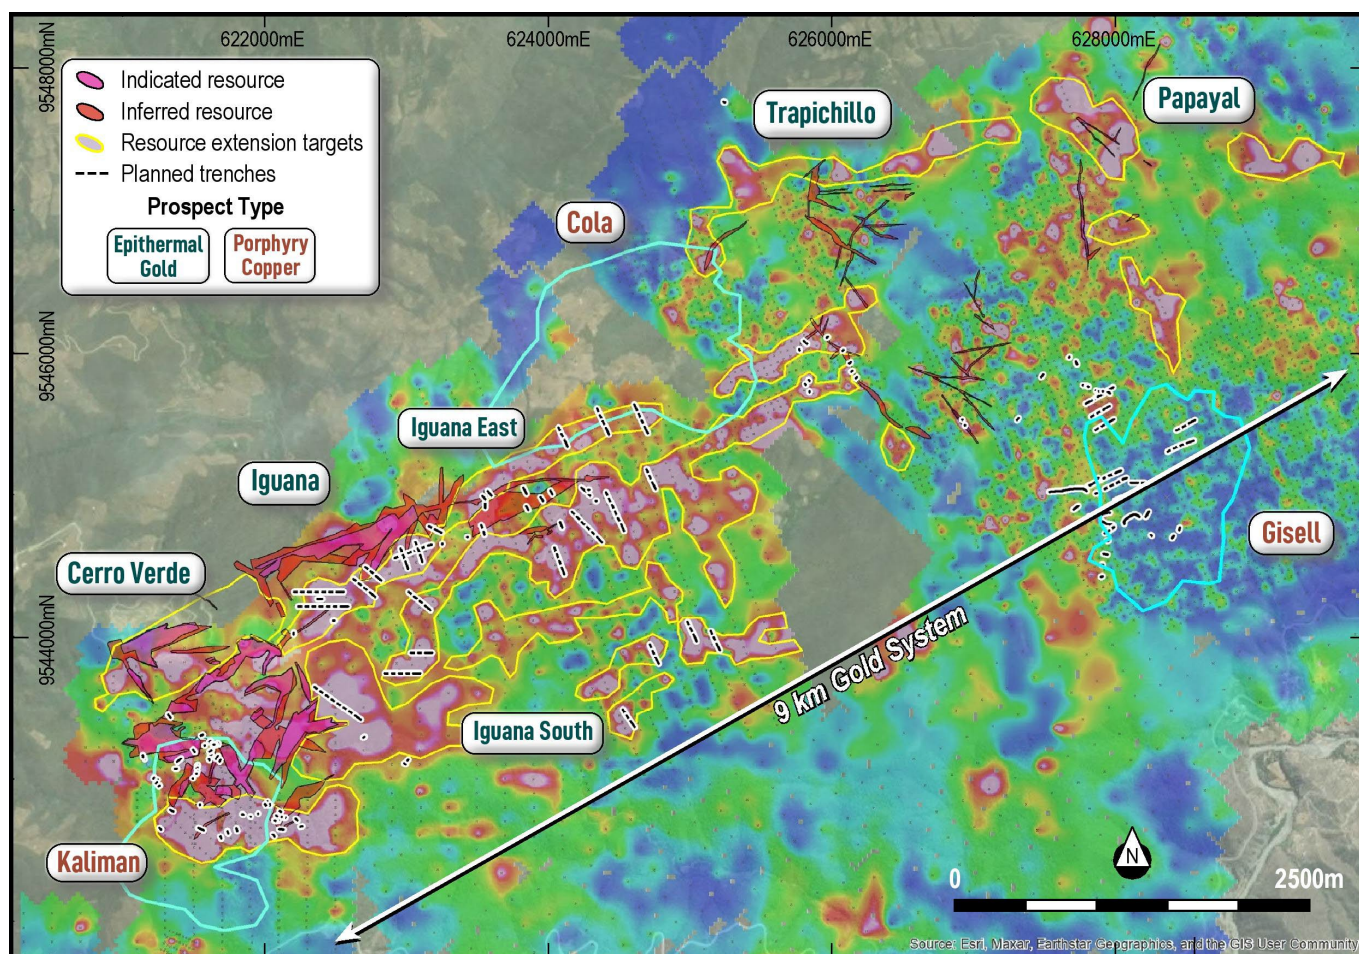 622000mE
624000mE
626000mE
628000mE
9548000mN
9546000mN
9544000mN
Indicated resource
Inferred resource
Resource extension targets
Planned trenches
Prospect Type
Epithermal
Gold
Porphyry
Copper
Trapichillo
Papayal
Cola
Iguana East
Iguana
Cerro Verde
Gisell
Iguana South
Kaliman
9 km Gold System
N
0
2500m
Source: Esri, Maxar, Earthstar Geographics, and the GIS User Community